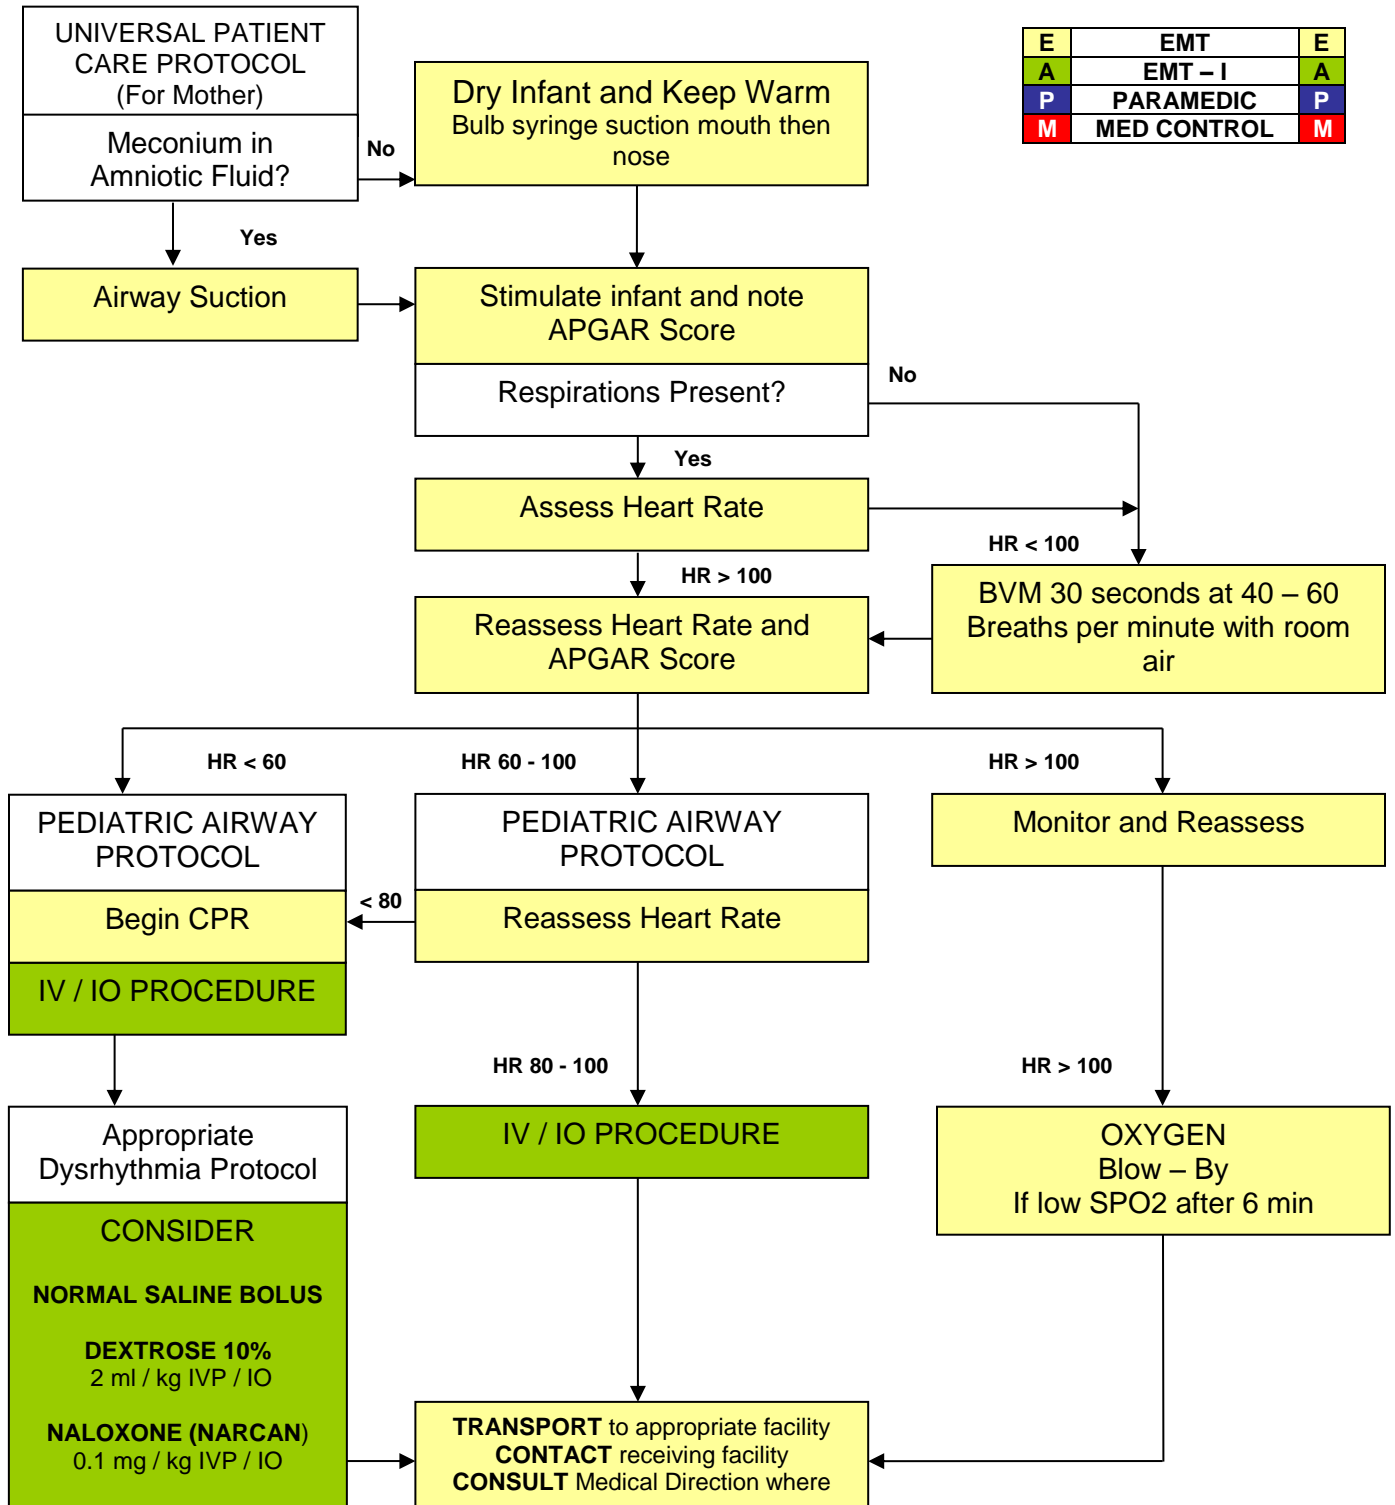 UNIVERSAL PATIENT
CARE PROTOCOL
(For Mother)
Meconium in
Amniotic Fluid?
No
Dry Infant and Keep Warm
Bulb syringe suction mouth then
nose
E EMT E
A EMT – I A
P PARAMEDIC P
M MED CONTROL M
Yes
Airway Suction
Stimulate infant and note
APGAR Score
Respirations Present?
No
Yes
Assess Heart Rate
HR < 100
HR > 100
BVM 30 seconds at 40 – 60
Breaths per minute with room
air
Reassess Heart Rate and
APGAR Score
HR < 60
HR 60 - 100
HR > 100
PEDIATRIC AIRWAY
PROTOCOL
Begin CPR
IV / IO PROCEDURE
< 80
PEDIATRIC AIRWAY
PROTOCOL
Reassess Heart Rate
Monitor and Reassess
HR 80 - 100
HR > 100
Appropriate
Dysrhythmia Protocol
CONSIDER
NORMAL SALINE BOLUS
DEXTROSE 10%
2 ml / kg IVP / IO
NALOXONE (NARCAN)
0.1 mg / kg IVP / IO
IV / IO PROCEDURE
OXYGEN
Blow – By
If low SPO2 after 6 min
TRANSPORT to appropriate facility
CONTACT receiving facility
CONSULT Medical Direction where